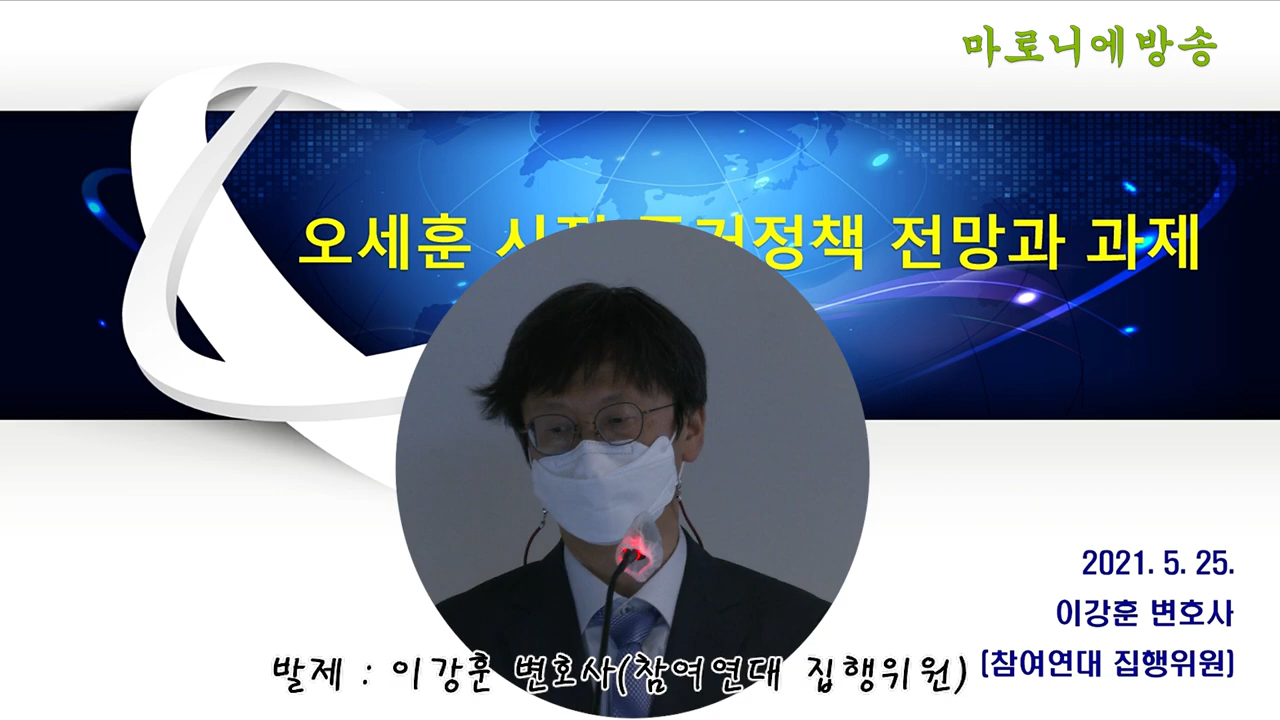 마로니에방송
오세훈 정책 전망과 과제
2021. 5. 25.
이강훈 변호사
(참여연대 집행위원)
발제 : 이강훈 변호사(참여연대 집행위원)